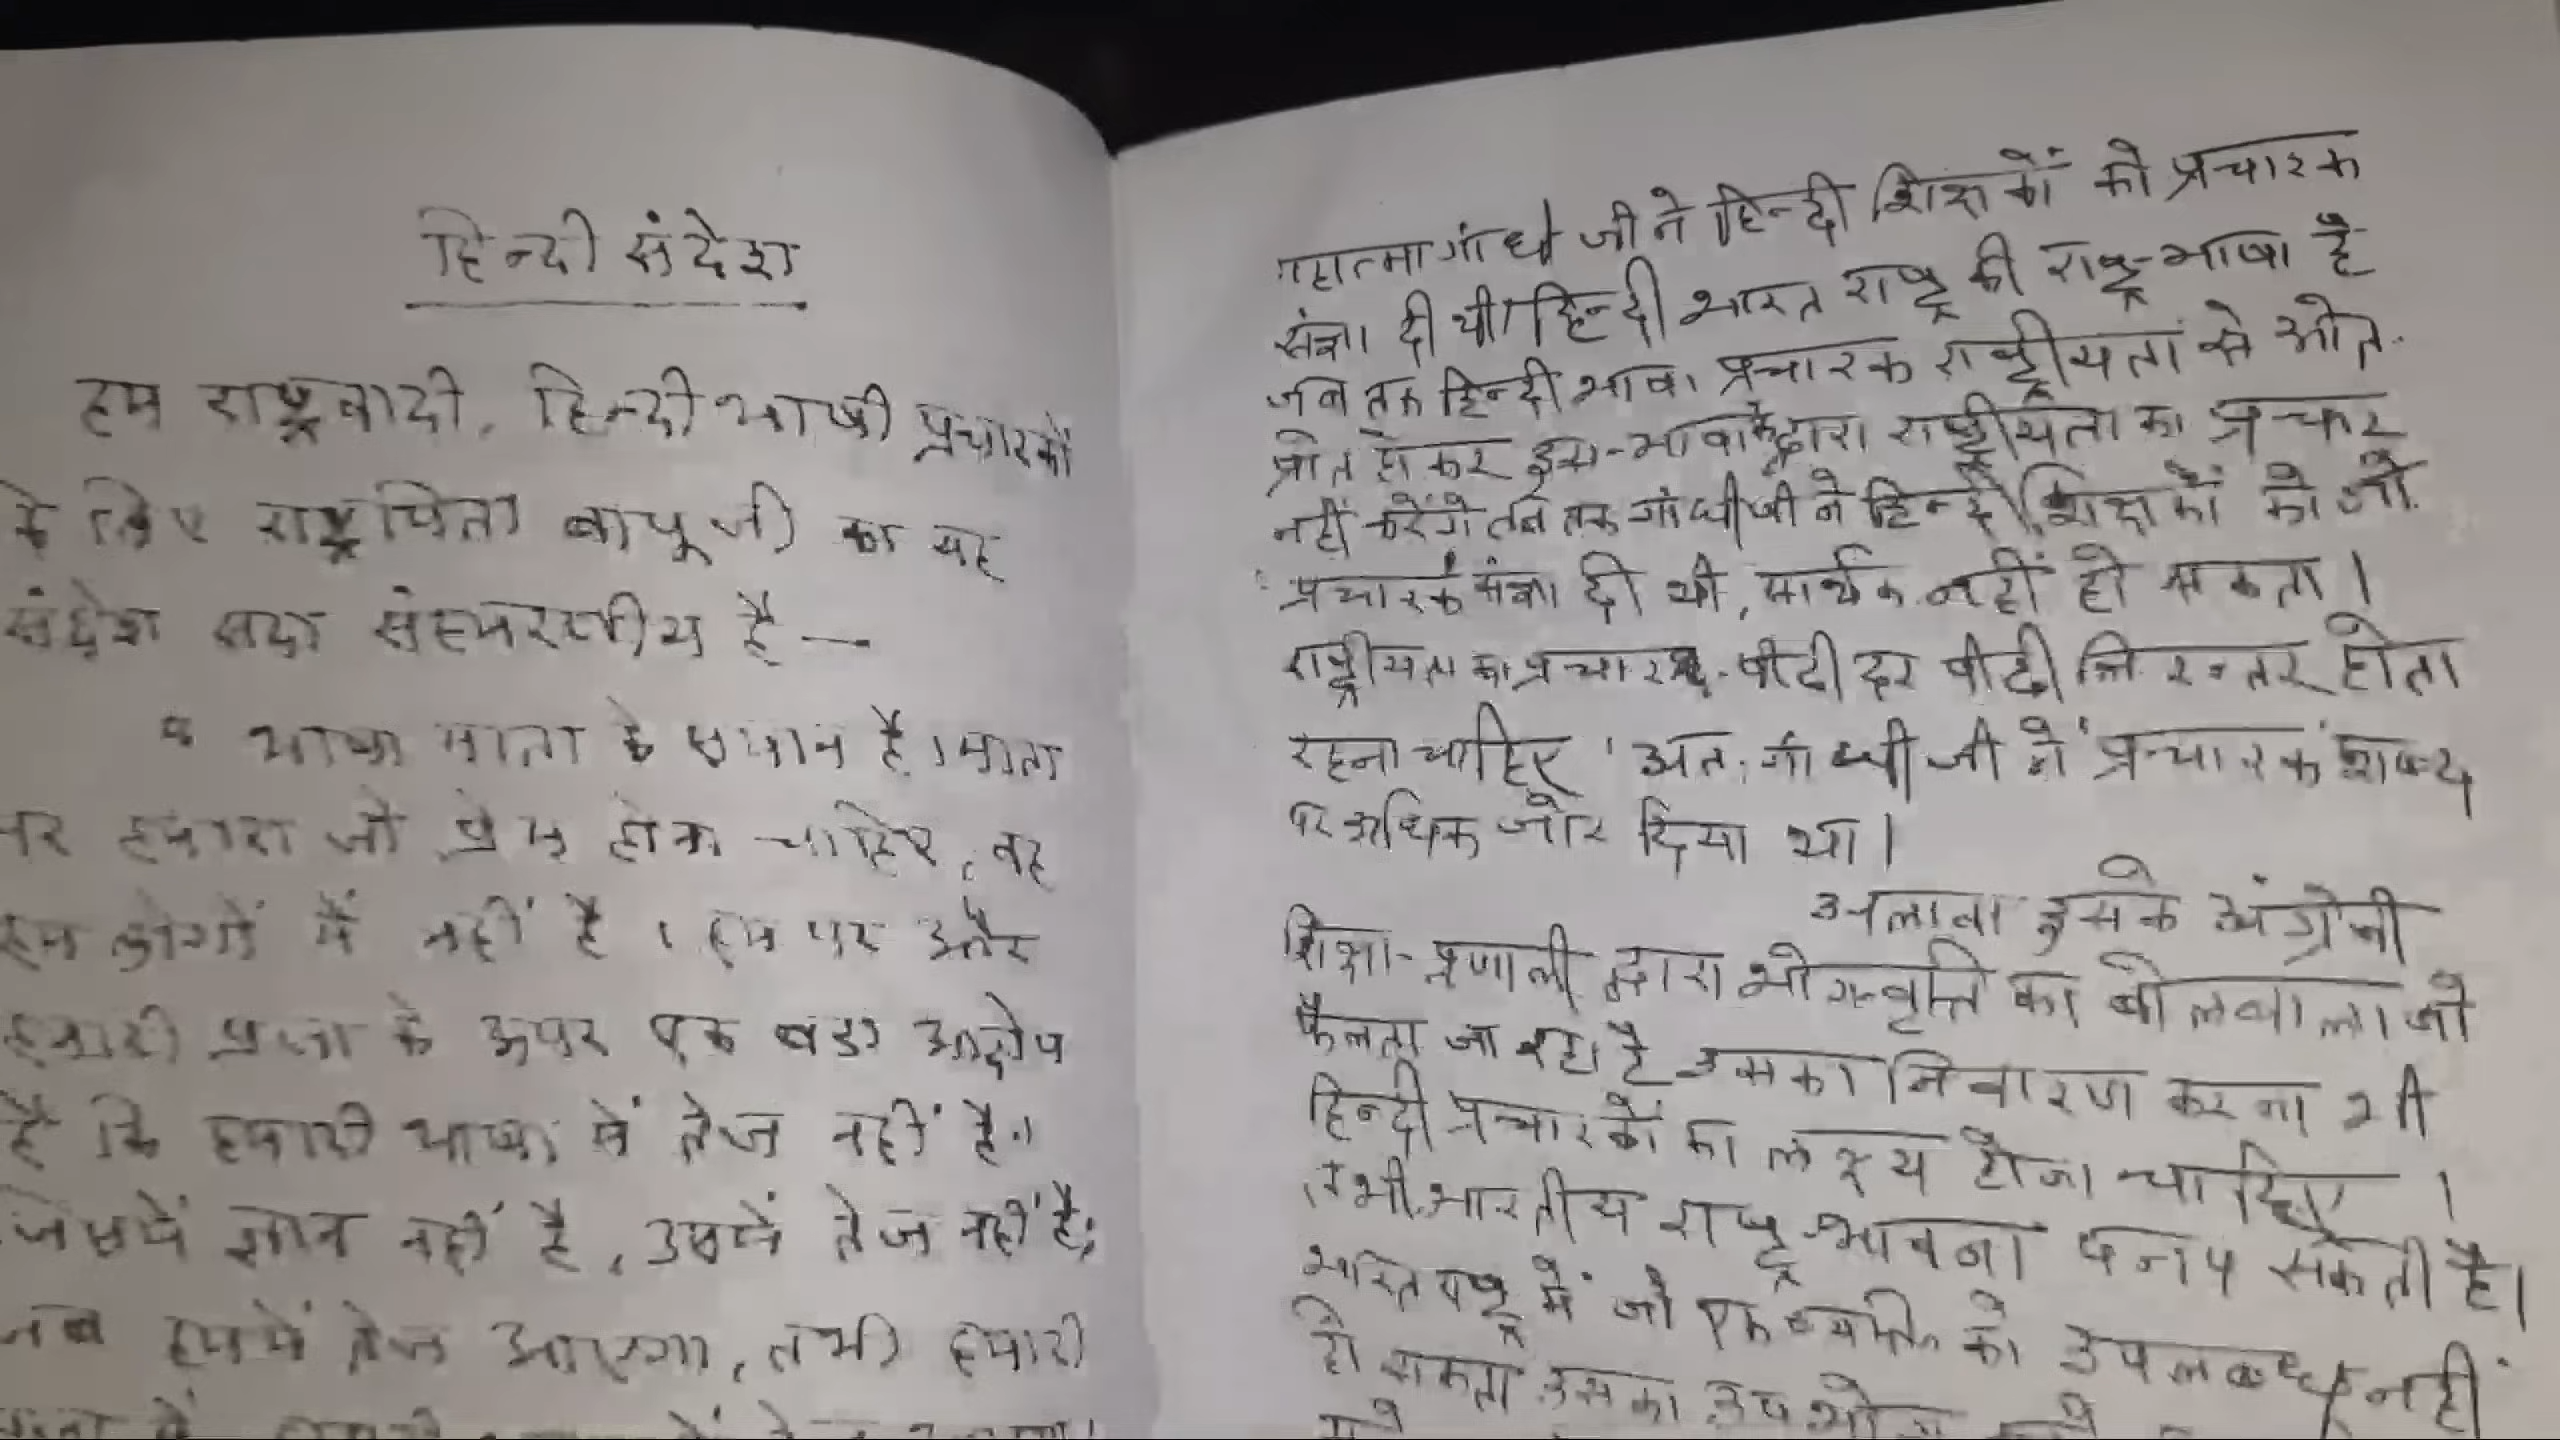 हिन्दी संदेश
हम राष्ट्रवादी, हिन्दी भाषी प्रचारकों
के लिए राष्ट्रपिता बापूजी का यह
संदेश सदा संस्मरणीय है —
" भाषा माता के समान है। माता
पर हमारा जो प्रेम होना चाहिए, वह
हम लोगों में नहीं है। हम पर और
हमारी प्रजा के ऊपर एक बड़ा आक्षेप
है कि हमारी भाषा में तेज नहीं है।
जिसमें ज्ञान नहीं है, उसमें तेज नहीं है;
जब हममें तेज आएगा, तभी हमारी
महात्मा गांधी जी ने हिन्दी शिक्षकों को प्रचारक
संज्ञा दी थी। हिन्दी भारत राष्ट्र की राष्ट्र-भाषा है
जब तक हिन्दी भाषा प्रचारक राष्ट्रीयता से ओत-
प्रोत होकर इस-भाषा के द्वारा राष्ट्रीयता का प्रचार
नहीं करेंगे तब तक गांधीजी ने हिन्दी शिक्षकों को जो
'प्रचारक' संज्ञा दी थी, सार्थक नहीं हो सकता।
राष्ट्रीयता का प्रचार पीढी दर पीढी निरन्तर होता
रहना चाहिए। अतः गांधीजी ने 'प्रचारक' शब्द
पर अधिक जोर दिया था।
अलावा इसके अंग्रेजी
शिक्षा-प्रणाली द्वारा भोग-वृत्ति का बोलबाला जो
फैलता जा रहा है उसका निवारण करना भी
हिन्दी प्रचारकों का लक्ष्य होना चाहिए।
तभी भारतीय राष्ट्र-भावना पनप सकती है।
भारत राष्ट्र में जो एक व्यक्ति को उपलब्ध नहीं
हो सकता उसका